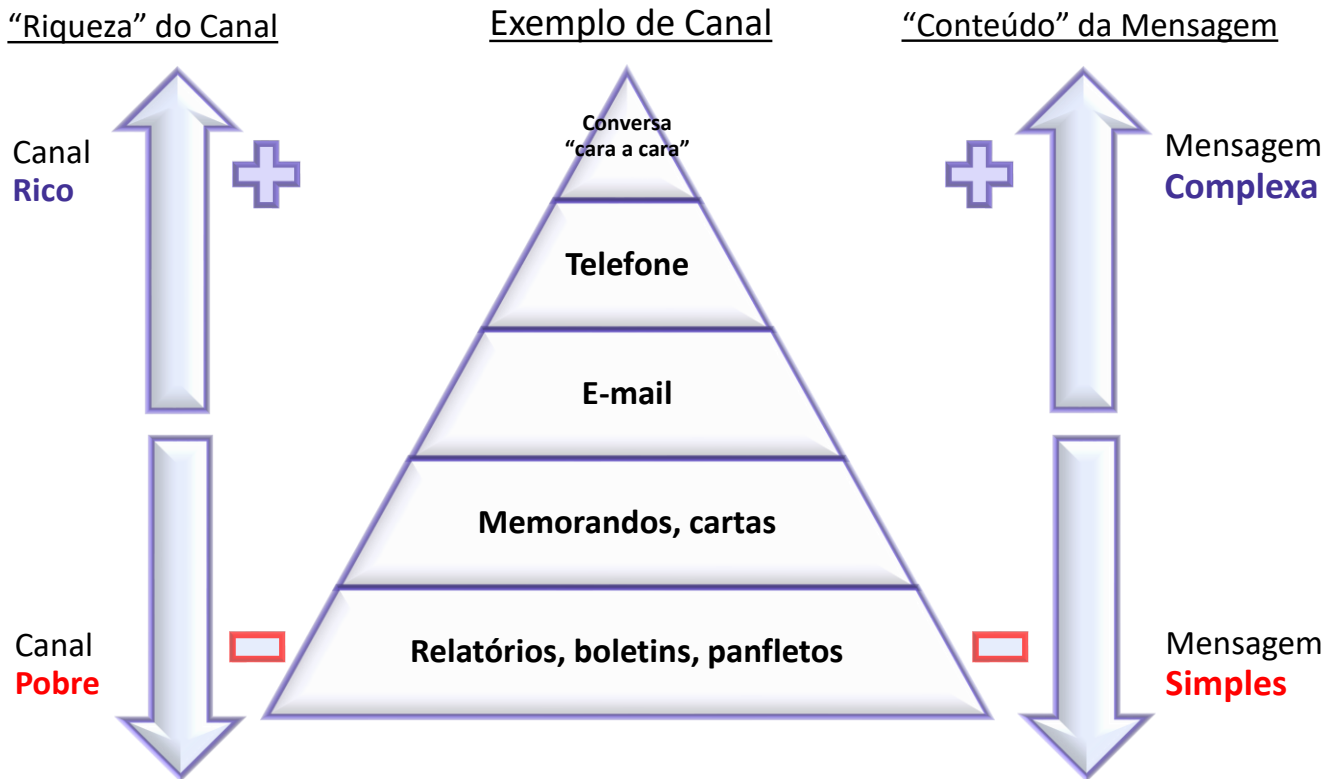 “Riqueza” do Canal
Exemplo de Canal
“Conteúdo” da Mensagem
Canal
Rico
Conversa
“cara a cara”
Mensagem
Complexa
Telefone
E-mail
Memorandos, cartas
Canal
Pobre
Relatórios, boletins, panfletos
Mensagem
Simples